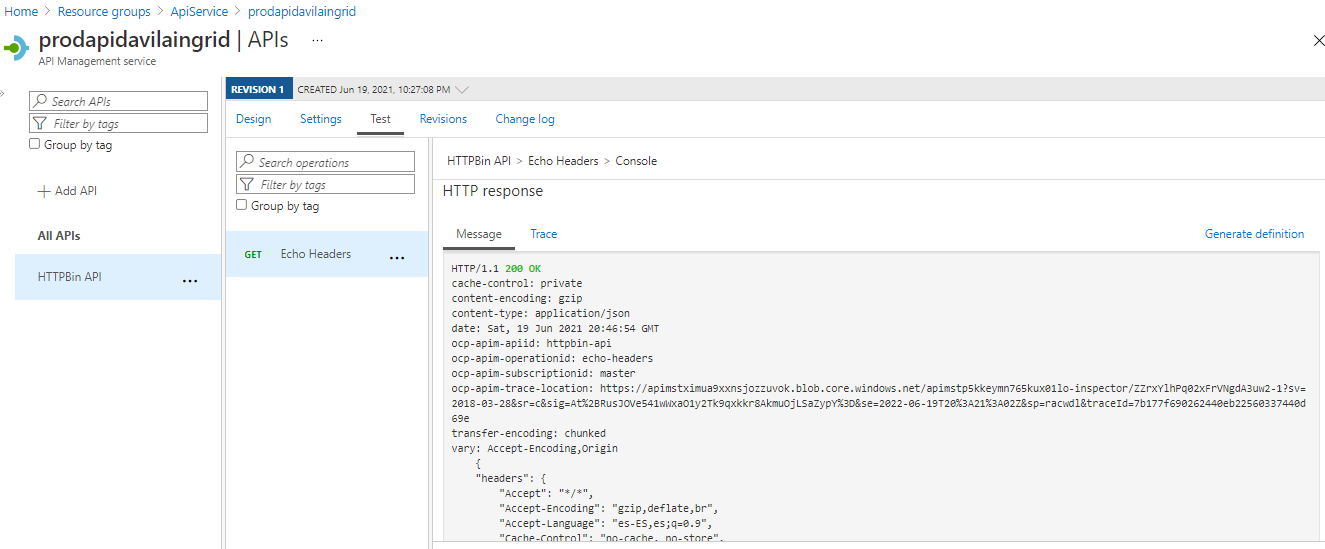 Home > Resource groups > ApiService > prodapidavilaingrid
prodapidavilaingrid | APIs ...
API Management service
Search APIs
Filter by tags
Group by tag
Add API
All APIs
HTTPBin API ...
REVISION 1 CREATED Jun 19, 2021, 10:27:08 PM
Design Settings Test Revisions Change log
Search operations
Filter by tags
Group by tag
GET Echo Headers ...
HTTPBin API > Echo Headers > Console
HTTP response
Message Trace Generate definition
HTTP/1.1 200 OK
cache-control: private
content-encoding: gzip
content-type: application/json
date: Sat, 19 Jun 2021 20:46:54 GMT
ocp-apim-apiid: httpbin-api
ocp-apim-operationid: echo-headers
ocp-apim-subscriptionid: master
ocp-apim-trace-location: https://apimstximua9xxnsjozzuvok.blob.core.windows.net/apimstp5kkeymn765kux01lo-inspector/ZZrxYlhPq02xFrVNgdA3uw2-1?sv=
2018-03-28&sr=c&sig=At%2BRusJOVe541wWxaO1y2Tk9qxkkr8AkmuOjLSaZypY%3D&se=2022-06-19T20%3A21%3A02Z&sp=racwdl&traceId=7b177f690262440eb22560337440d
69e
transfer-encoding: chunked
vary: Accept-Encoding,Origin
{
"headers": {
"Accept": "*/*",
"Accept-Encoding": "gzip,deflate,br",
"Accept-Language": "es-ES,es;q=0.9",
"Cache-Control": "no-cache, no-store",